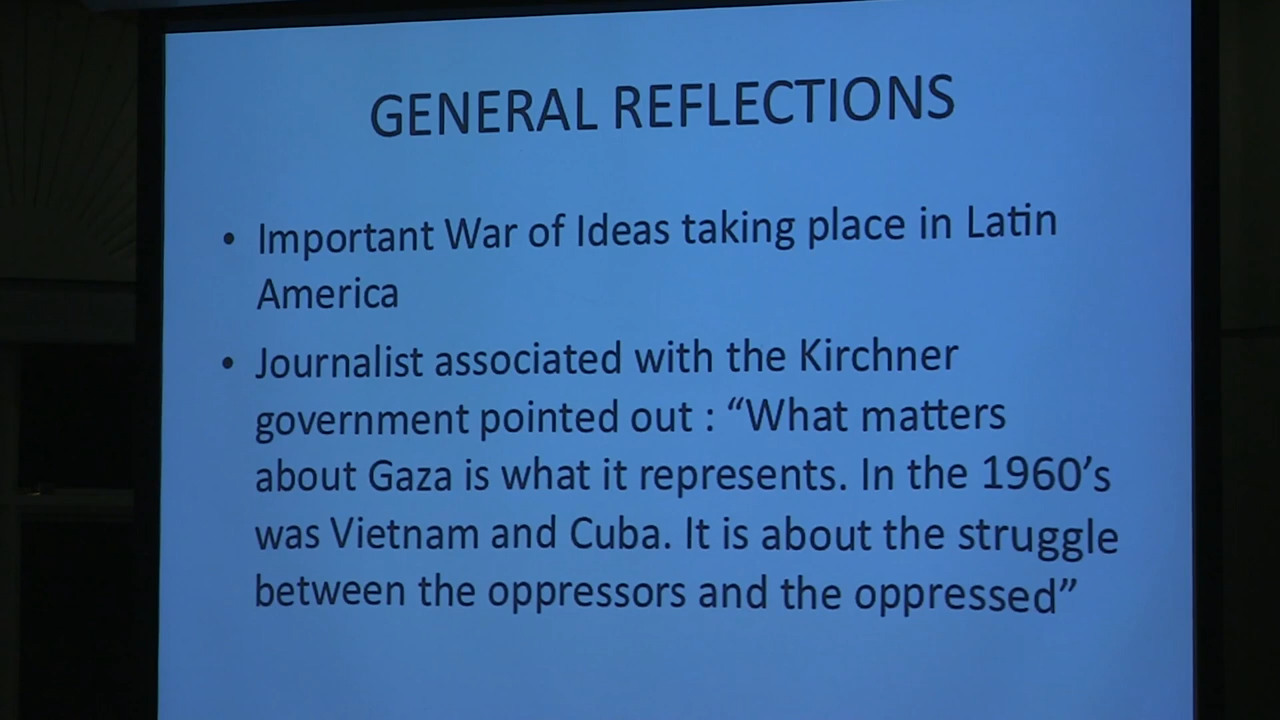 GENERAL REFLECTIONS
• Important War of Ideas taking place in Latin
America
• Journalist associated with the Kirchner
government pointed out : “What matters
about Gaza is what it represents. In the 1960’s
was Vietnam and Cuba. It is about the struggle
between the oppressors and the oppressed”